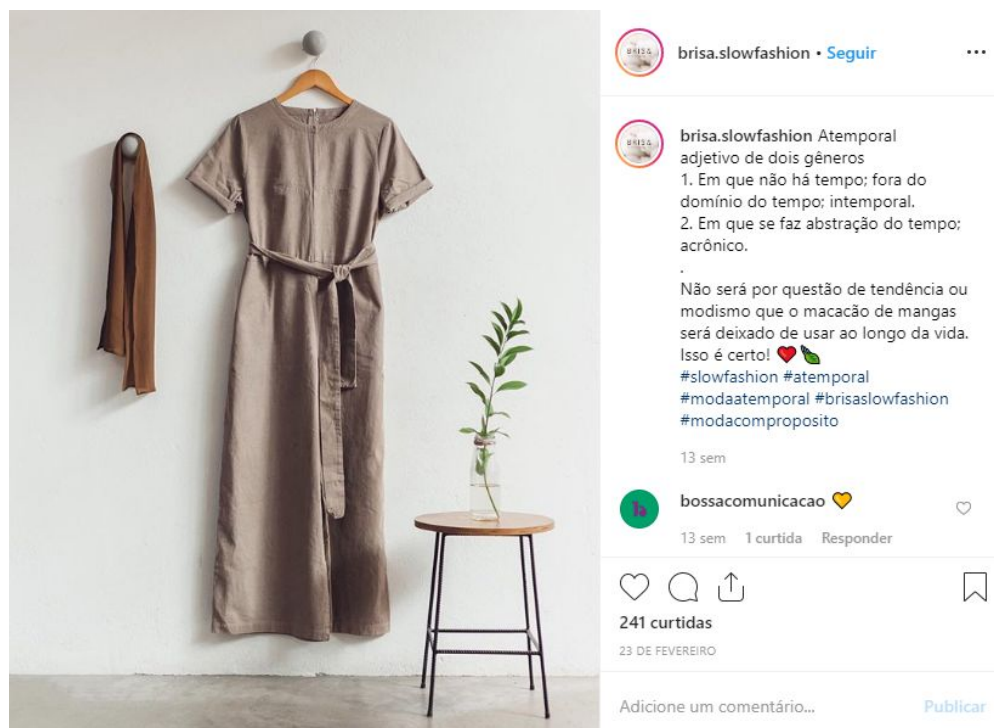 BRISA
brisa.slowfashion • Seguir
BRISA
brisa.slowfashion Atemporal
adjetivo de dois gêneros
1. Em que não há tempo; fora do
domínio do tempo; intemporal.
2. Em que se faz abstração do tempo;
acrônico.
.
Não será por questão de tendência ou
modismo que o macacão de mangas
será deixado de usar ao longo da vida.
Isso é certo! ❤️🍃
#slowfashion #atemporal
#modaatemporal #brisaslowfashion
#modacomproposito
13 sem
b
bossacomunicacao 💛
13 sem 1 curtida Responder
241 curtidas
23 DE FEVEREIRO
Adicione um comentário... Publicar